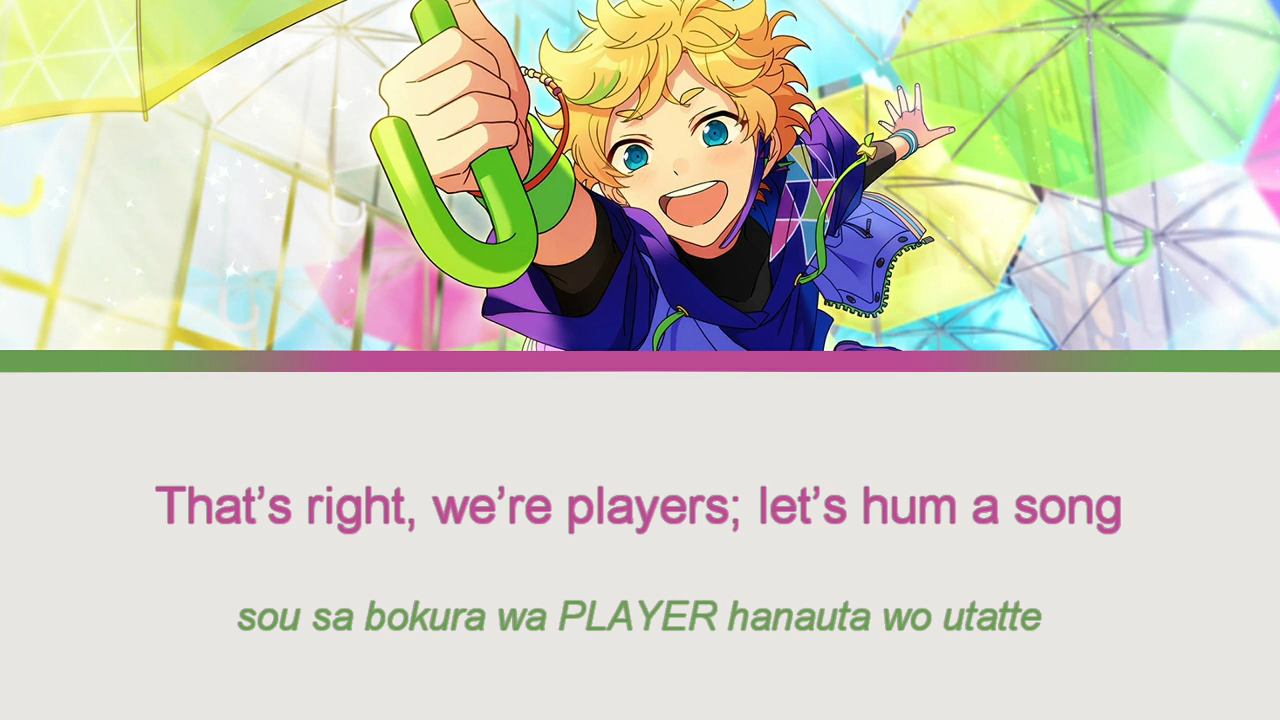 That’s right, we’re players; let’s hum a song
sou sa bokura wa PLAYER hanauta wo utatte